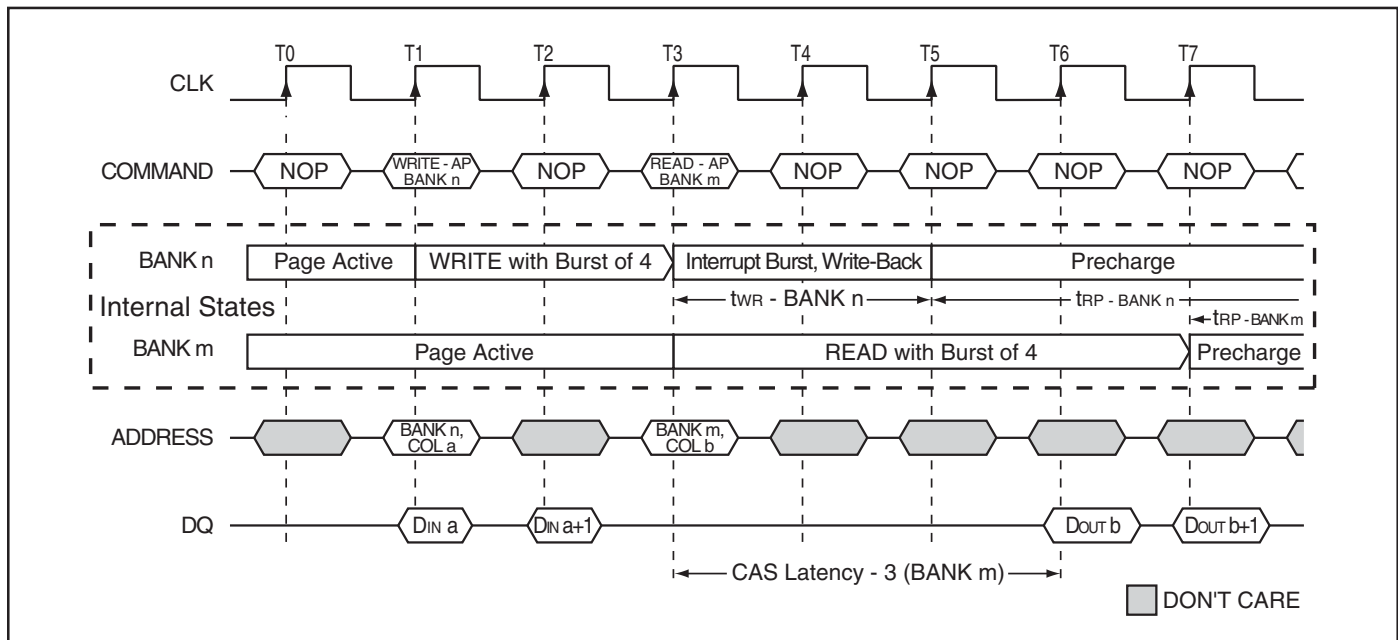 T0 T1 T2 T3 T4 T5 T6 T7
CLK
COMMAND NOP WRITE - AP NOP READ - AP NOP NOP NOP NOP
BANK n BANK m
BANK n Page Active WRITE with Burst of 4 Interrupt Burst, Write-Back Precharge
tWR - BANK n tRP - BANK n
Internal States
tRP - BANK m
BANK m Page Active READ with Burst of 4 Precharge
ADDRESS BANK n, BANK m,
COL a COL b
DQ DIN a DIN a+1 DOUT b DOUT b+1
CAS Latency - 3 (BANK m)
DON'T CARE